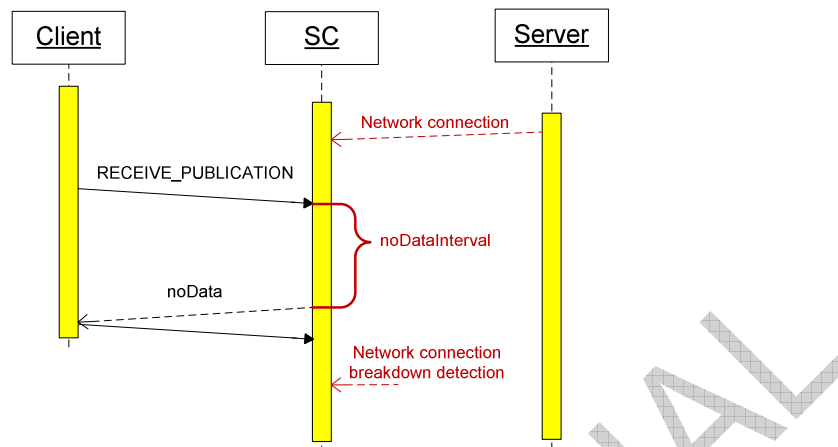 Client
SC
Server
Network connection
RECEIVE_PUBLICATION
noDataInterval
noData
Network connection
breakdown detection